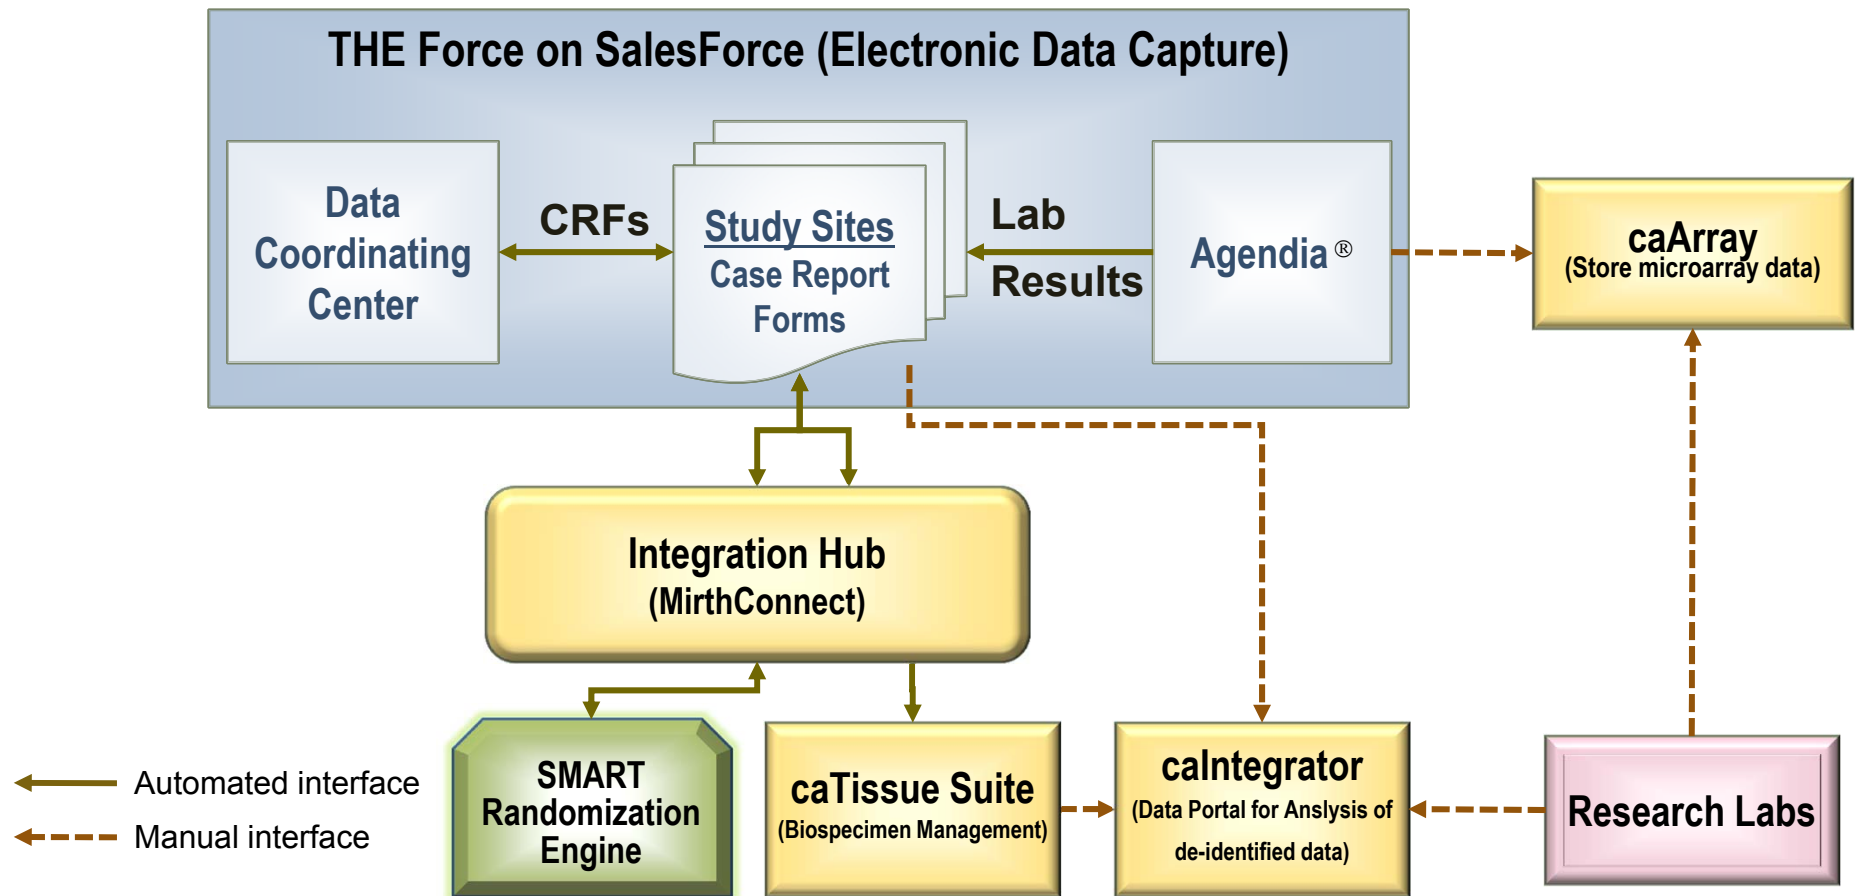 THE Force on SalesForce (Electronic Data Capture)
Data
Coordinating
Center
CRFs
Study Sites
Case Report
Forms
Lab
Results
Agendia ®
caArray
(Store microarray data)
Integration Hub
(MirthConnect)
SMART
Randomization
Engine
caTissue Suite
(Biospecimen Management)
caIntegrator
(Data Portal for Anslysis of
de-identified data)
Research Labs
Automated interface
Manual interface